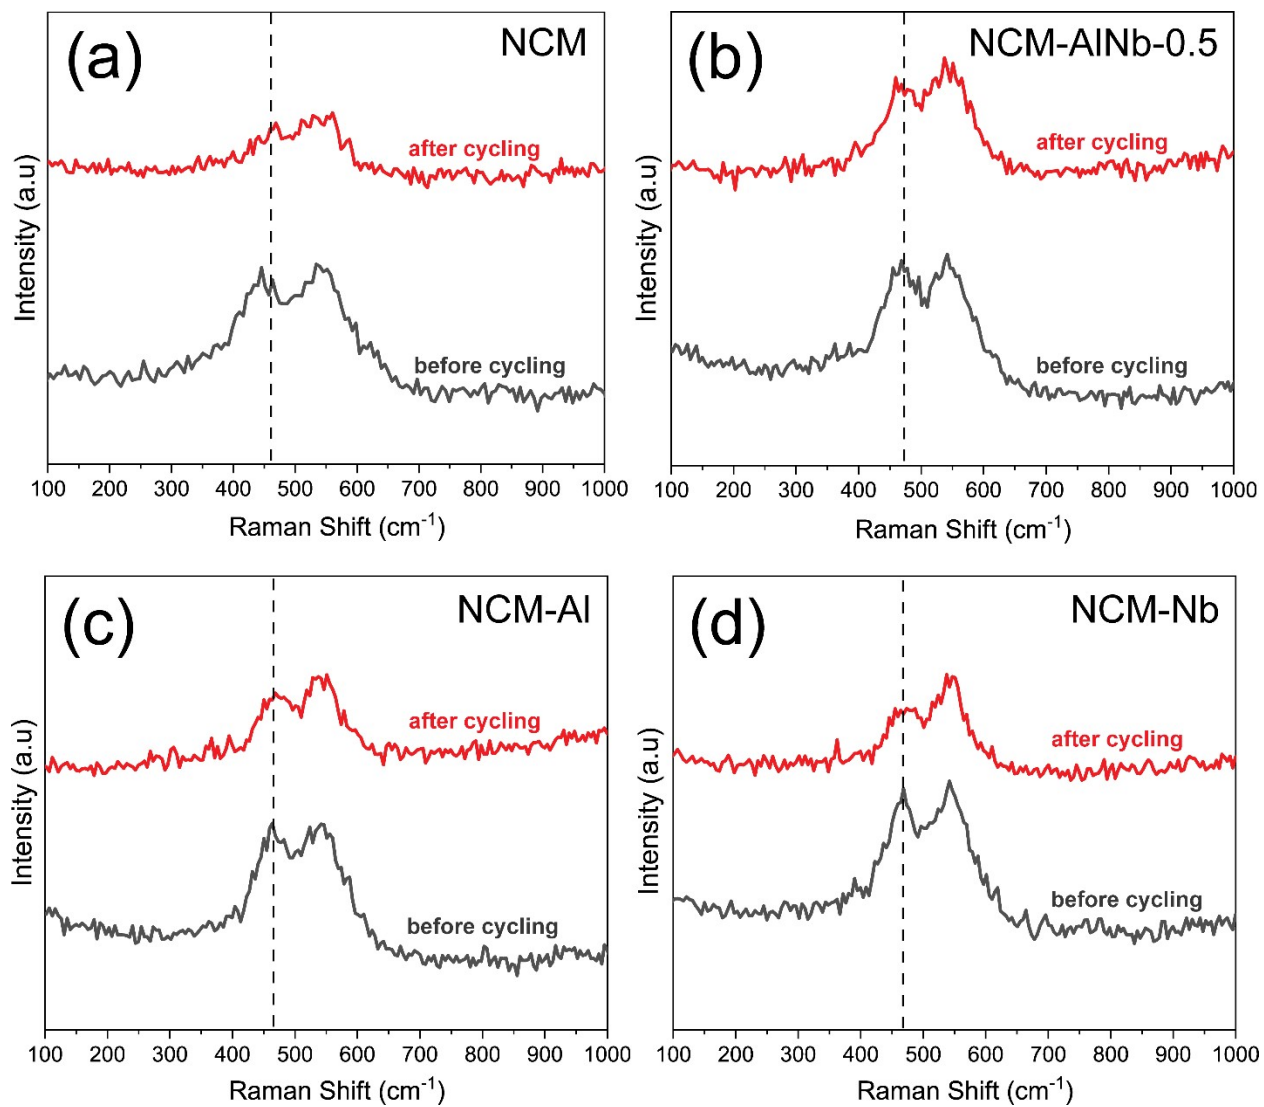 (a)
NCM
after cycling
before cycling
Intensity (a.u)
100 200 300 400 500 600 700 800 900 1000
Raman Shift (cm⁻¹)
(b)
NCM-AlNb-0.5
after cycling
before cycling
Intensity (a.u)
100 200 300 400 500 600 700 800 900 1000
Raman Shift (cm⁻¹)
(c)
NCM-Al
after cycling
before cycling
Intensity (a.u)
100 200 300 400 500 600 700 800 900 1000
Raman Shift (cm⁻¹)
(d)
NCM-Nb
after cycling
before cycling
Intensity (a.u)
100 200 300 400 500 600 700 800 900 1000
Raman Shift (cm⁻¹)